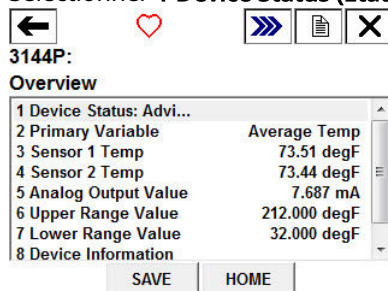 3144P:
Overview
1 Device Status: Advi...
2 Primary Variable Average Temp
3 Sensor 1 Temp 73.51 degF
4 Sensor 2 Temp 73.44 degF
5 Analog Output Value 7.687 mA
6 Upper Range Value 212.000 degF
7 Lower Range Value 32.000 degF
8 Device Information
SAVE HOME